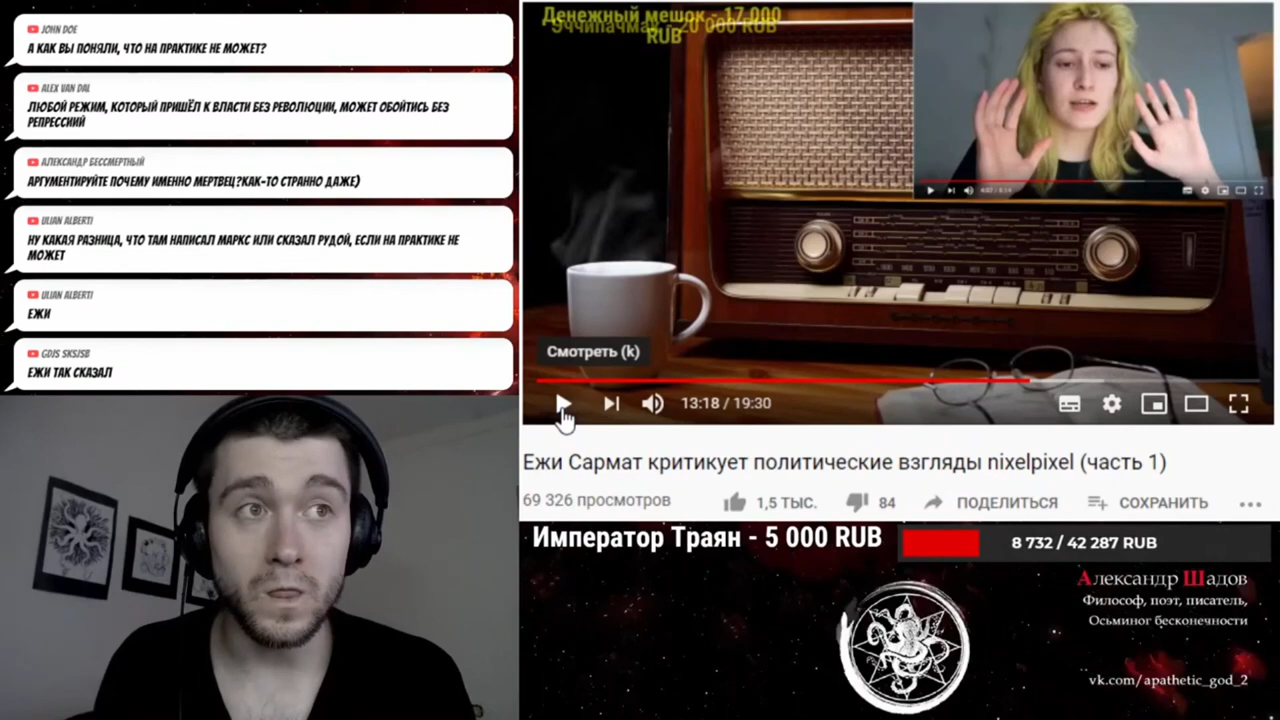 JOHN DOE
А КАК ВЫ ПОНЯЛИ, ЧТО НА ПРАКТИКЕ НЕ МОЖЕТ?
ALEX VAN DAL
ЛЮБОЙ РЕЖИМ, КОТОРЫЙ ПРИШЁЛ К ВЛАСТИ БЕЗ РЕВОЛЮЦИИ, МОЖЕТ ОБОЙТИСЬ БЕЗ
РЕПРЕССИЙ
АЛЕКСАНДР БЕССМЕРТНЫЙ
АРГУМЕНТИРУЙТЕ ПОЧЕМУ ИМЕННО МЕРТВЕЦ?КАК-ТО СТРАННО ДАЖЕ)
ULIAN ALBERTI
НУ КАКАЯ РАЗНИЦА, ЧТО ТАМ НАПИСАЛ МАРКС ИЛИ СКАЗАЛ РУДОЙ, ЕСЛИ НА ПРАКТИКЕ НЕ
МОЖЕТ
ULIAN ALBERTI
ЕЖИ
GDJS SKSJSB
ЕЖИ ТАК СКАЗАЛ
Денежный мешок - 17 000
RUB
Эччипачман - 20 000 RUB
Смотреть (k)
13:18 / 19:30
Ежи Сармат критикует политические взгляды nixelpixel (часть 1)
69 326 просмотров
1,5 ТЫС.
84
ПОДЕЛИТЬСЯ
СОХРАНИТЬ
Император Траян - 5 000 RUB
8 732 / 42 287 RUB
Александр Шадов
Философ, поэт, писатель,
Осьминог бесконечности
vk.com/apathetic_god_2